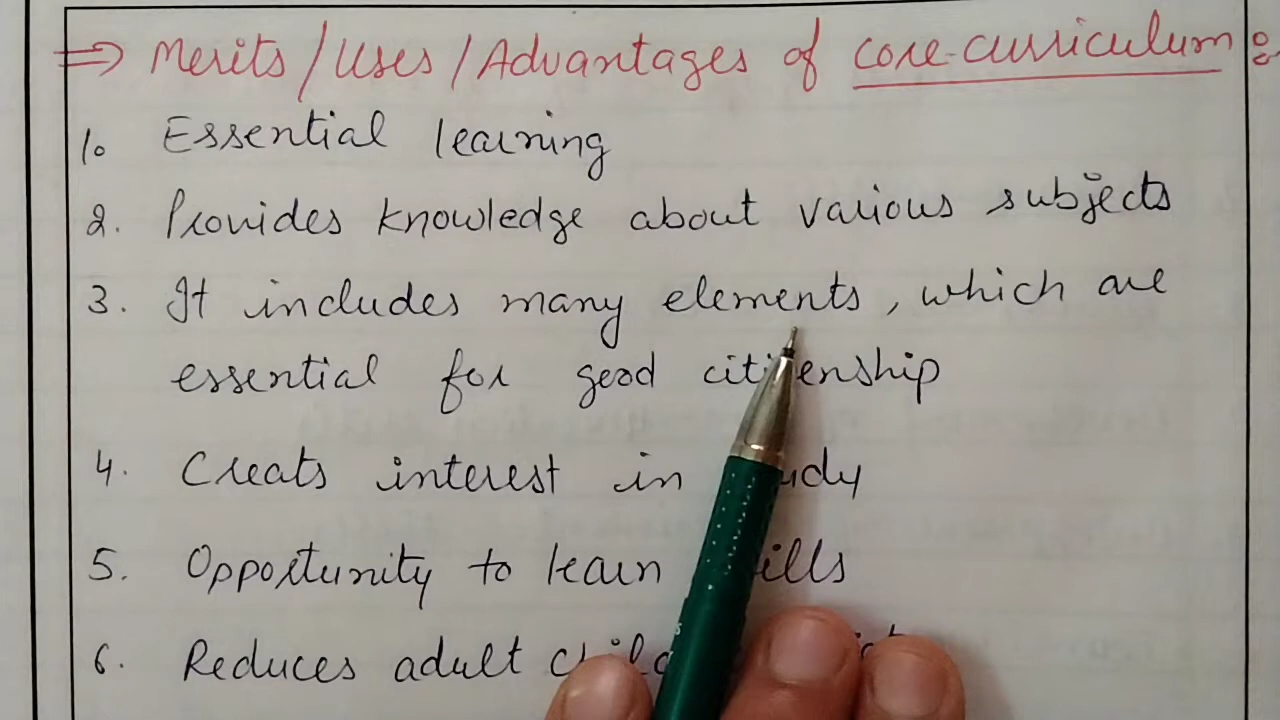 ⇒ Merits/Uses/Advantages of core-curriculum:
1. Essential learning
2. Provides knowledge about various subjects
3. It includes many elements, which are
essential for good citizenship
4. Creats interest in
5. Opportunity to learn
6. Reduces adult